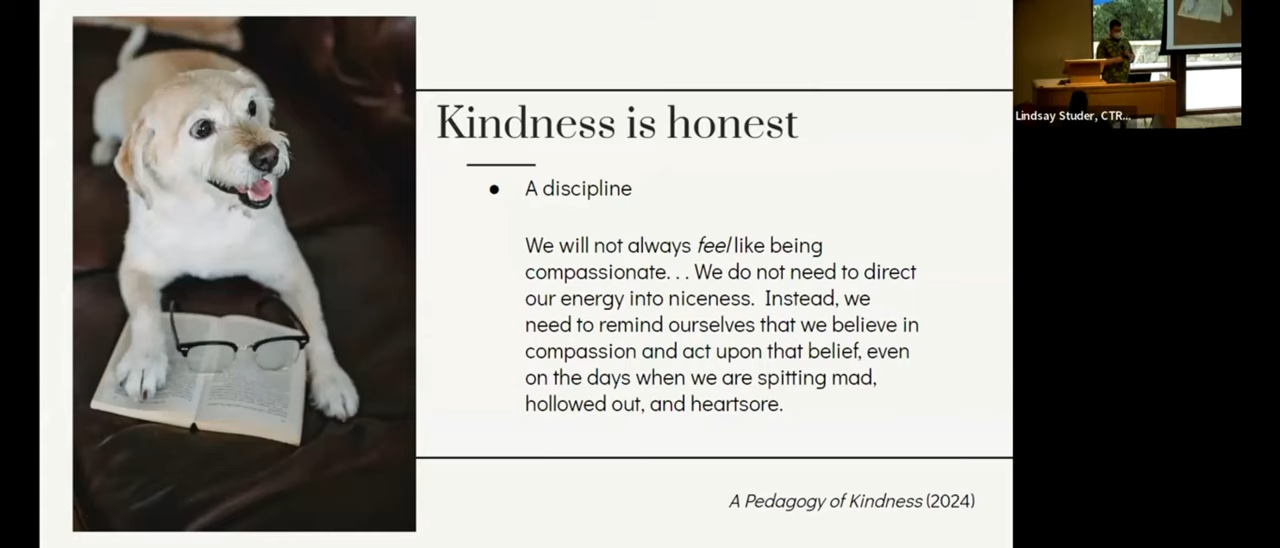 Kindness is honest
● A discipline
We will not always feel like being
compassionate. . . We do not need to direct
our energy into niceness.  Instead, we
need to remind ourselves that we believe in
compassion and act upon that belief, even
on the days when we are spitting mad,
hollowed out, and heartsore.
A Pedagogy of Kindness (2024)
Lindsay Studer, CTR...